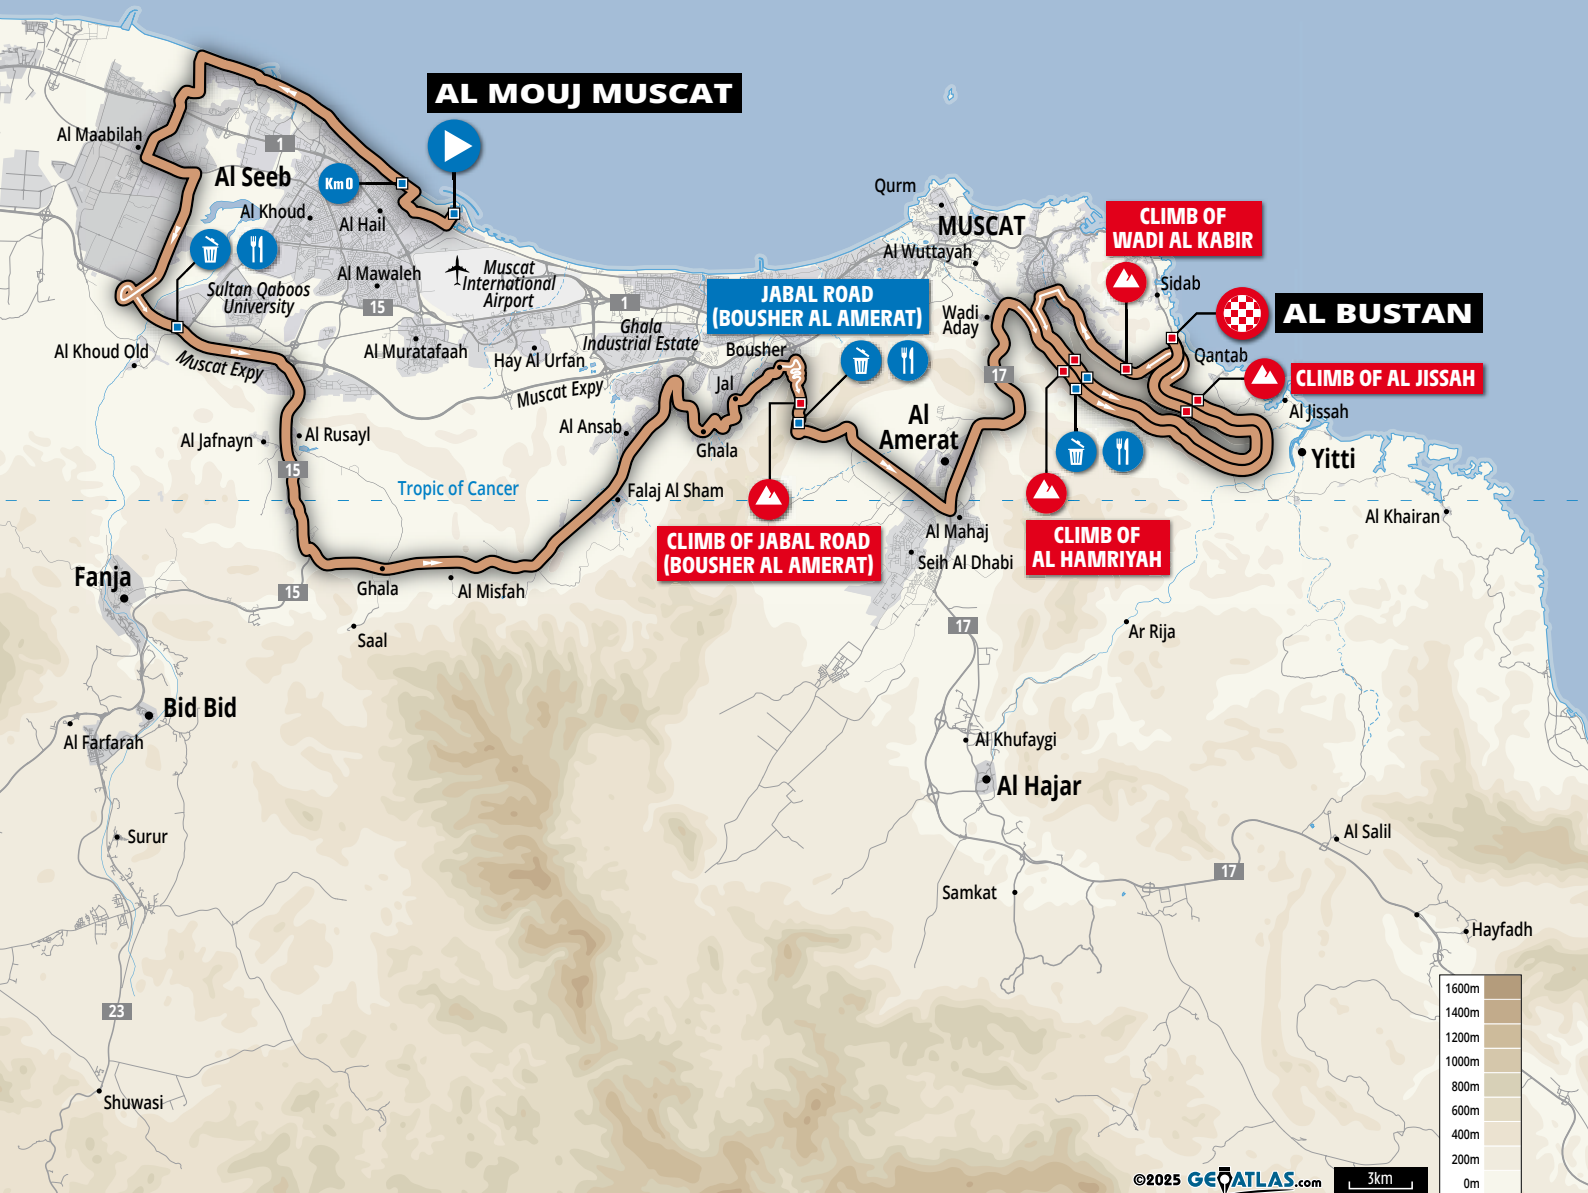 AL MOUJ MUSCAT
Al Maabilah
1
Al Seeb
Km0
Al Khoud
Al Hail
Qurm
MUSCAT
CLIMB OF
WADI AL KABIR
Al Wuttayah
Al Mawaleh
Muscat
International
Airport
Sultan Qaboos
University
15
1
JABAL ROAD
(BOUSHER AL AMERAT)
Sidab
Wadi
Aday
AL BUSTAN
Ghala
Industrial Estate
Al Khoud Old
Muscat Expy
Al Muratafaah
Hay Al Urfan
Bousher
Qantab
17
CLIMB OF AL JISSAH
Jal
Muscat Expy
Al Jissah
Al Ansab
Al
Amerat
Al Jafnayn
Al Rusayl
Ghala
Yitti
15
Tropic of Cancer
Falaj Al Sham
Al Khairan
Al Mahaj
CLIMB OF JABAL ROAD
(BOUSHER AL AMERAT)
CLIMB OF
AL HAMRIYAH
Seih Al Dhabi
Fanja
15
Ghala
Al Misfah
Saal
17
Ar Rija
Bid Bid
Al Farfarah
Al Khufaygi
Al Hajar
Surur
Al Salil
17
Samkat
Hayfadh
23
Shuwasi
1600m
1400m
1200m
1000m
800m
600m
400m
200m
0m
©2025 GEOATLAS.com
3km